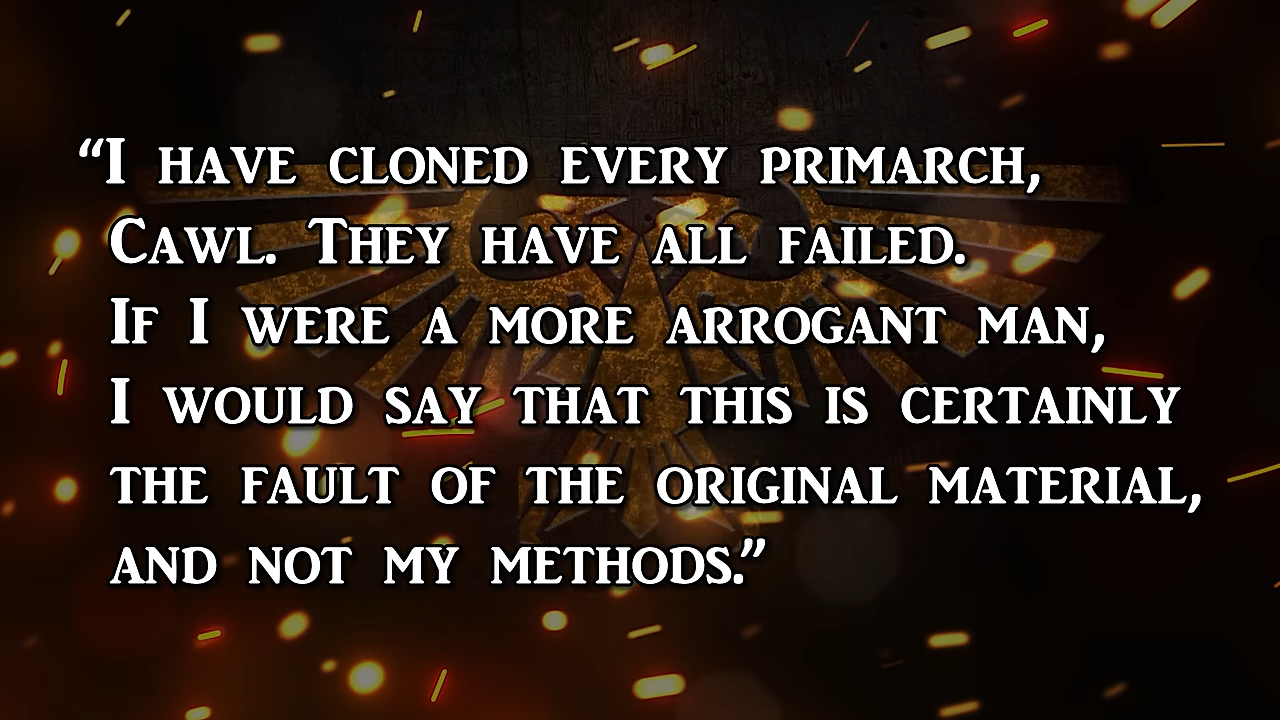 “I have cloned every primarch,
Cawl. They have all failed.
If I were a more arrogant man,
I would say that this is certainly
the fault of the original material,
and not my methods.”